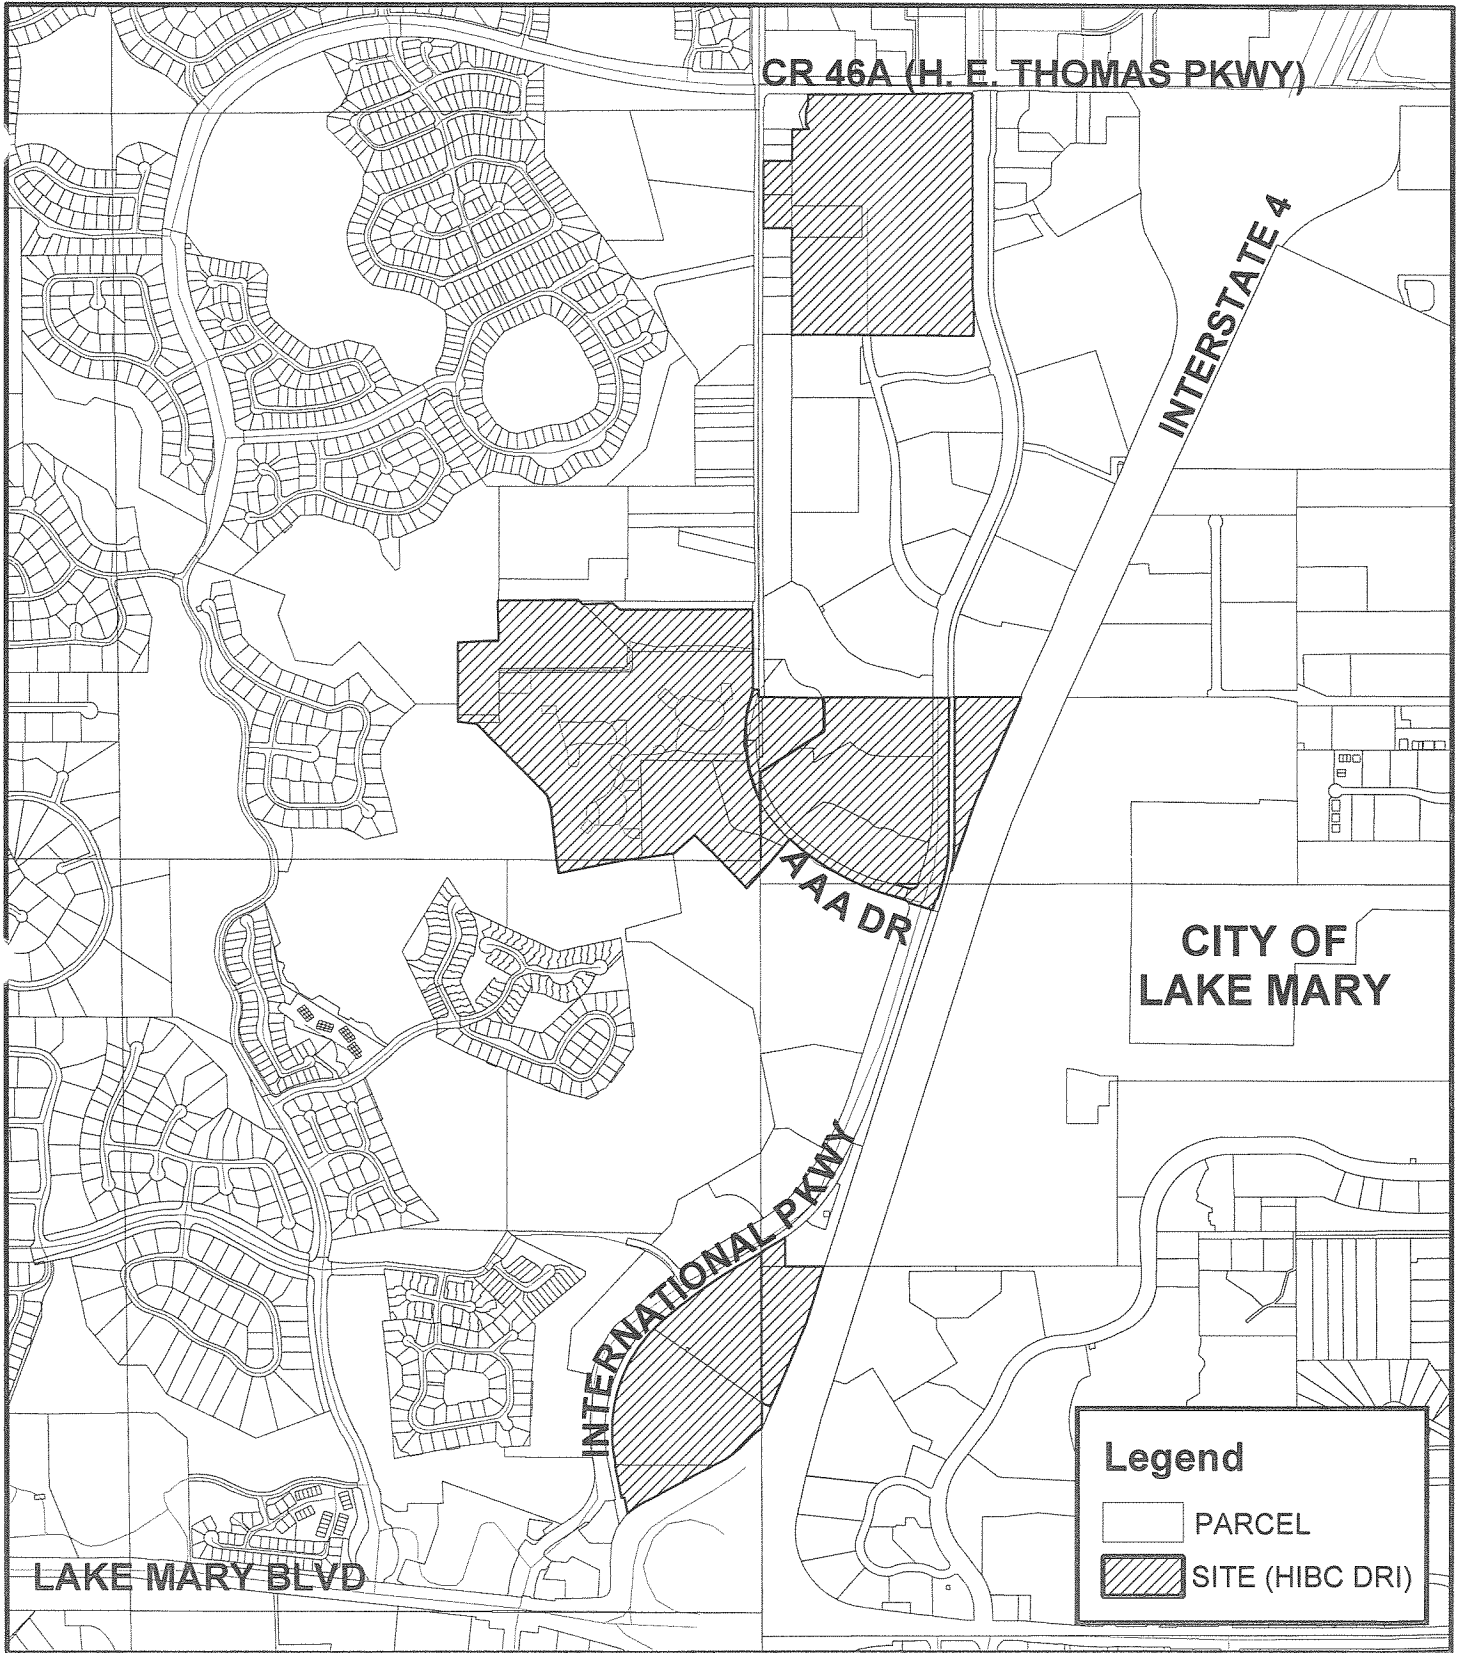 CR 46A (H. E. THOMAS PKWY)
INTERSTATE 4
AAA DR
CITY OF
LAKE MARY
INTERNATIONAL PKWY
Legend
PARCEL
SITE (HIBC DRI)
LAKE MARY BLVD